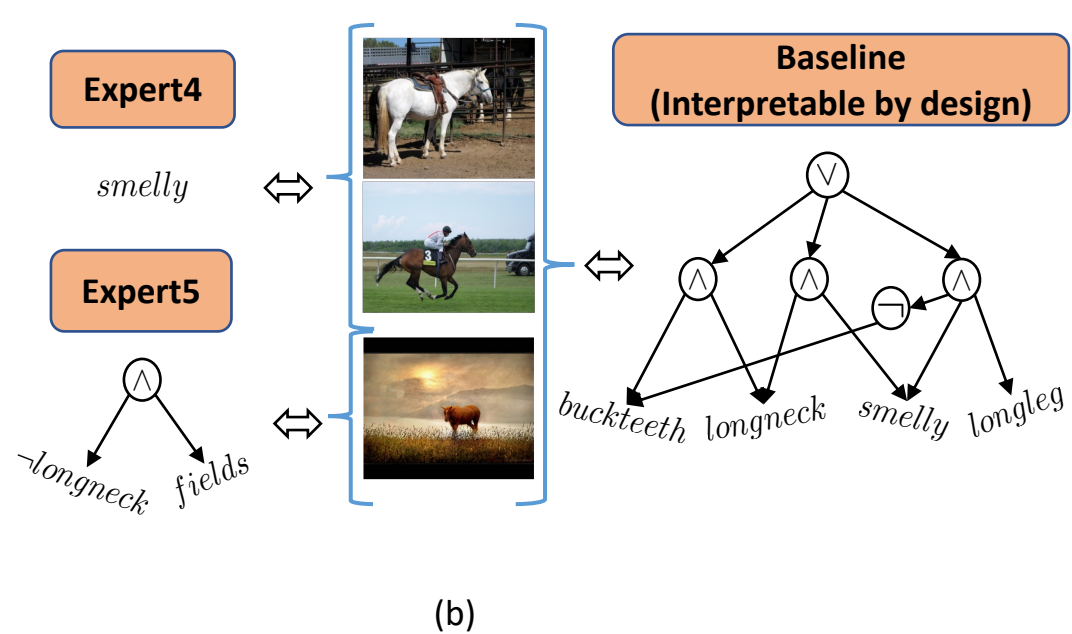 Expert4
smelly
Expert5
∧
¬longneck
fields
3
Baseline
(Interpretable by design)
∨
∧
∧
∧
¬
buckteeth
longneck
smelly
longleg
(b)